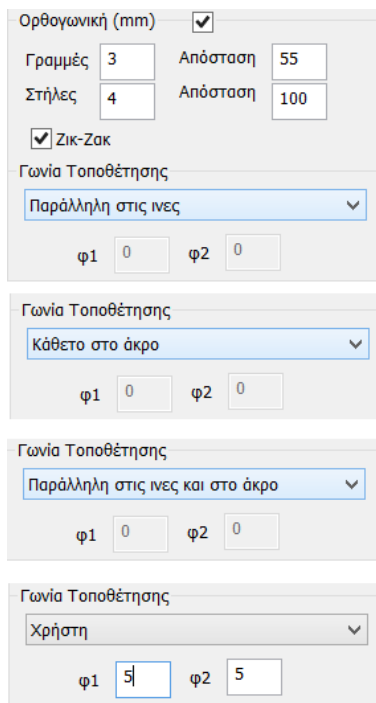 Ορθογωνική (mm)
Γραμμές 3 Απόσταση 55
Στήλες 4 Απόσταση 100
Ζικ-Ζακ
Γωνία Τοποθέτησης
Παράλληλη στις ινες
φ1 0 φ2 0
Γωνία Τοποθέτησης
Κάθετο στο άκρο
φ1 0 φ2 0
Γωνία Τοποθέτησης
Παράλληλη στις ινες και στο άκρο
φ1 0 φ2 0
Γωνία Τοποθέτησης
Χρήστη
φ1 5 φ2 5